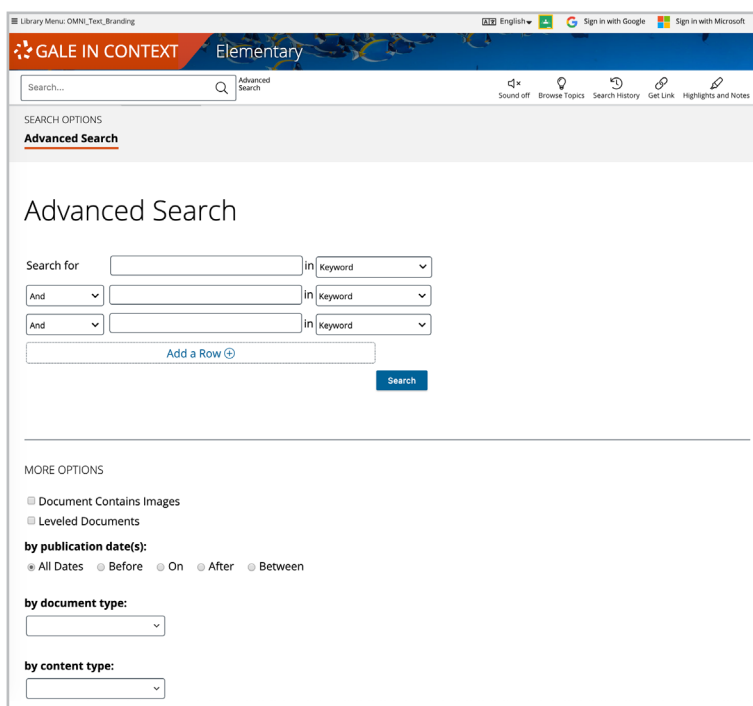 Library Menu: OMNI_Text_Branding
English
Sign in with Google
Sign in with Microsoft
GALE IN CONTEXT Elementary
Search...
Advanced
Search
Sound off
Browse Topics
Search History
Get Link
Highlights and Notes
SEARCH OPTIONS
Advanced Search
Advanced Search
Search for in Keyword
And in Keyword
And in Keyword
Add a Row
Search
MORE OPTIONS
Document Contains Images
Leveled Documents
by publication date(s):
All Dates Before On After Between
by document type:
by content type: